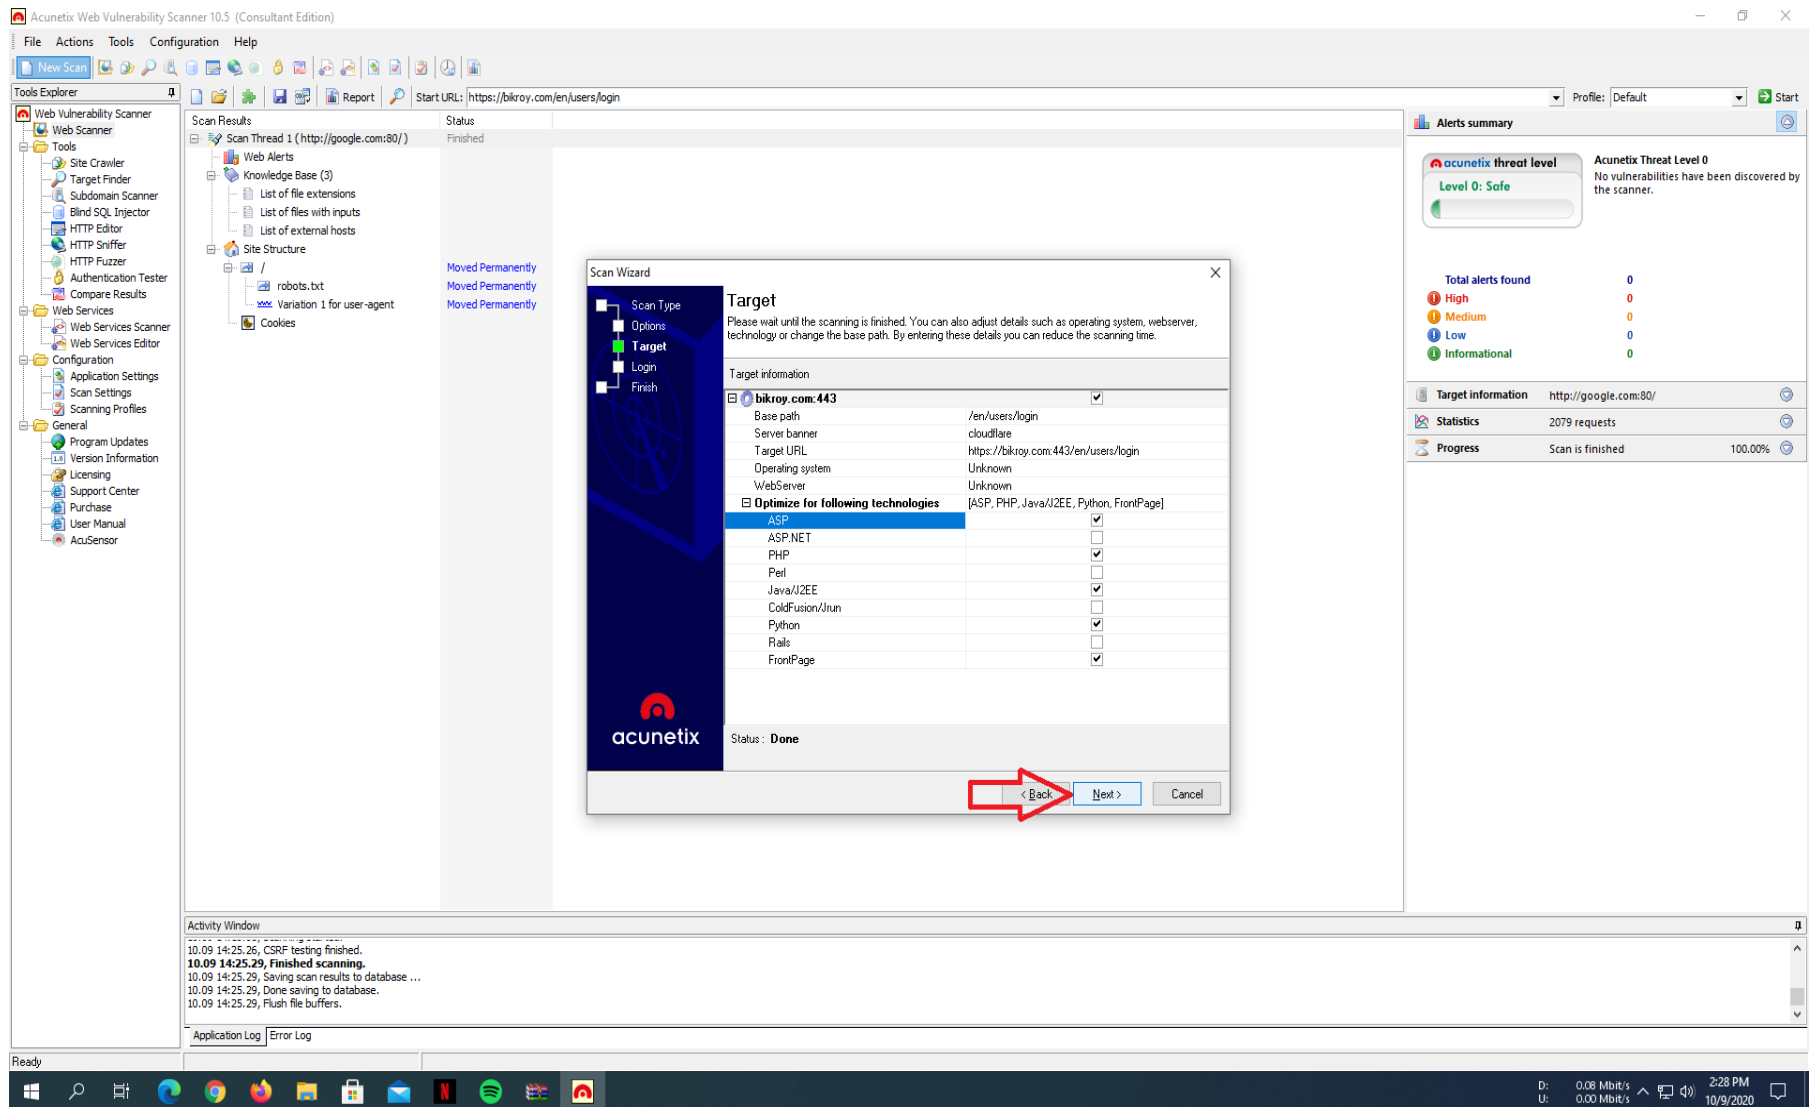 Acunetix Web Vulnerability Scanner 10.5 (Consultant Edition)
File Actions Tools Configuration Help
New Scan
Tools Explorer
Report
Start URL: https://bikroy.com/en/users/login
Profile: Default
Start
Web Vulnerability Scanner
Web Scanner
Tools
Site Crawler
Target Finder
Subdomain Scanner
Blind SQL Injector
HTTP Editor
HTTP Sniffer
HTTP Fuzzer
Authentication Tester
Compare Results
Web Services
Web Services Scanner
Web Services Editor
Configuration
Application Settings
Scan Settings
Scanning Profiles
General
Program Updates
Version Information
Licensing
Support Center
Purchase
User Manual
AcuSensor
Scan Results Status
Scan Thread 1 ( http://google.com:80/ ) Finished
Web Alerts
Knowledge Base (3)
List of file extensions
List of files with inputs
List of external hosts
Site Structure
/ Moved Permanently
robots.txt Moved Permanently
Variation 1 for user-agent Moved Permanently
Cookies
Scan Wizard
Scan Type
Options
Target
Login
Finish
acunetix
Target
Please wait until the scanning is finished. You can also adjust details such as operating system, webserver,
technology or change the base path. By entering these details you can reduce the scanning time.
Target information
bikroy.com:443
Base path /en/users/login
Server banner cloudflare
Target URL https://bikroy.com:443/en/users/login
Operating system Unknown
WebServer Unknown
Optimize for following technologies [ASP, PHP, Java/J2EE, Python, FrontPage]
ASP
ASP.NET
PHP
Perl
Java/J2EE
ColdFusion/Jrun
Python
Rails
FrontPage
Status : Done
< Back Next > Cancel
Alerts summary
acunetix threat level
Level 0: Safe
Acunetix Threat Level 0
No vulnerabilities have been discovered by
the scanner.
Total alerts found 0
High 0
Medium 0
Low 0
Informational 0
Target information http://google.com:80/
Statistics 2079 requests
Progress Scan is finished 100.00%
Activity Window
10.09 14:25.26, CSRF testing finished.
10.09 14:25.29, Finished scanning.
10.09 14:25.29, Saving scan results to database ...
10.09 14:25.29, Done saving to database.
10.09 14:25.29, Flush file buffers.
Application Log Error Log
Ready
D: 0.08 Mbit/s
U: 0.00 Mbit/s
2:28 PM
10/9/2020